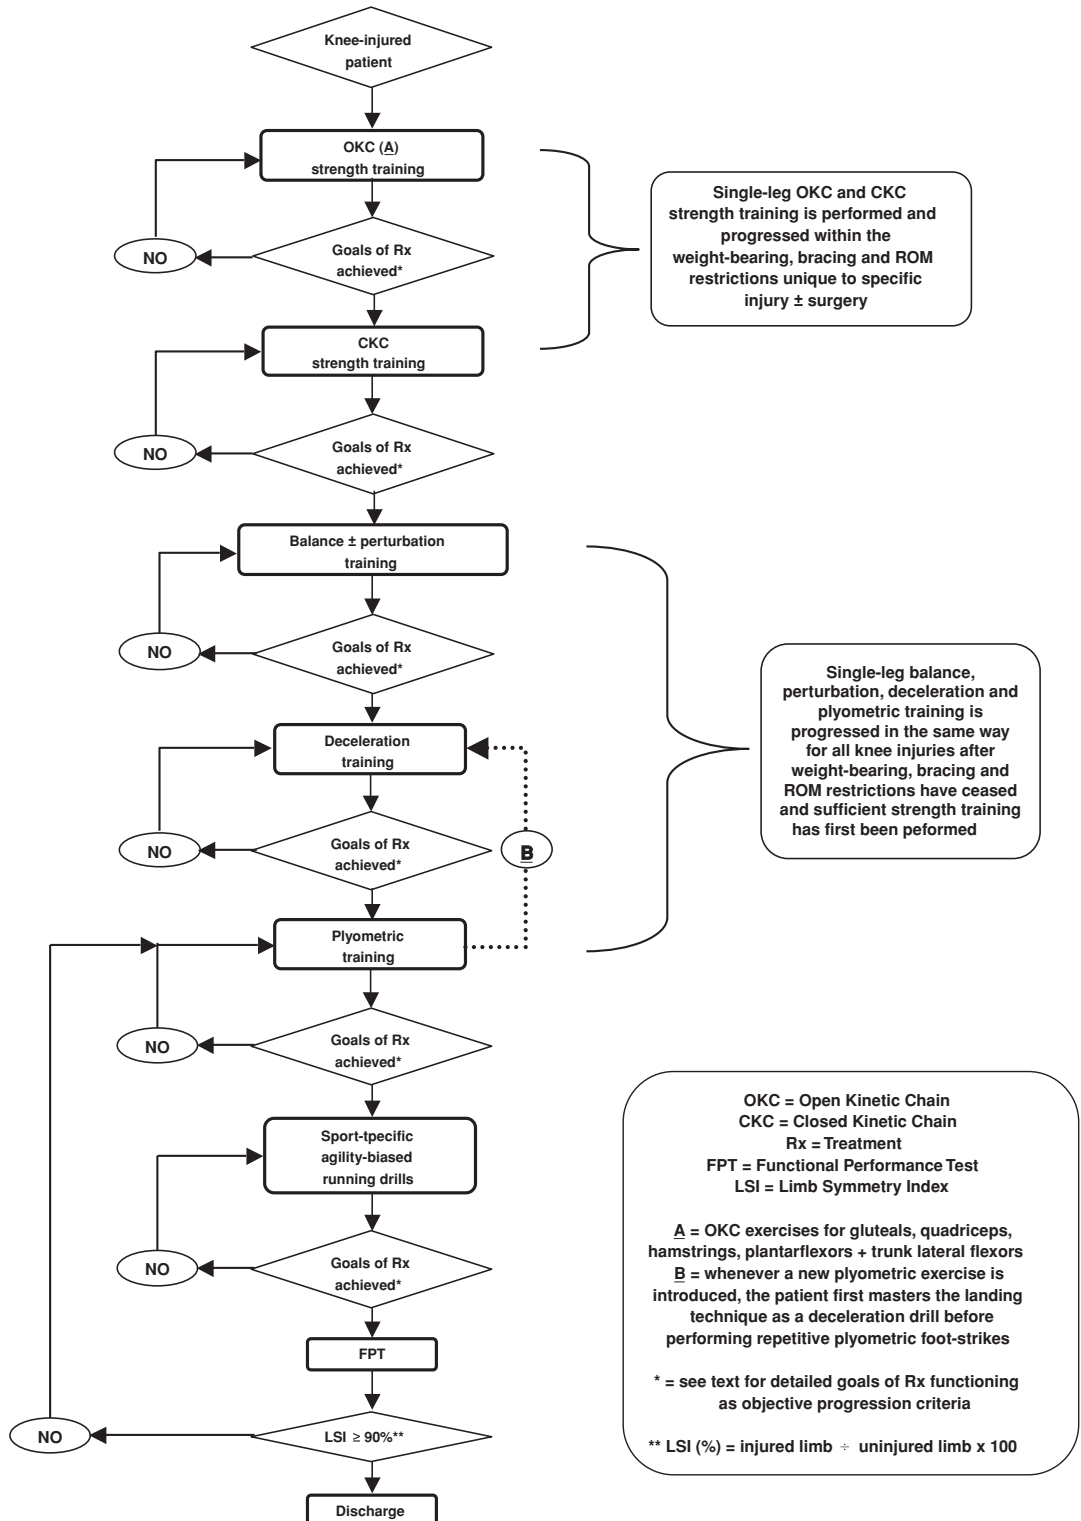 Knee-injured
patient
OKC (A)
strength training
Goals of Rx
achieved*
NO
CKC
strength training
Goals of Rx
achieved*
NO
Balance ± perturbation
training
Goals of Rx
achieved*
NO
Deceleration
training
Goals of Rx
achieved*
NO
B
Plyometric
training
Goals of Rx
achieved*
NO
Sport-tpecific
agility-biased
running drills
Goals of Rx
achieved*
NO
FPT
LSI ≥ 90%**
NO
Discharge
Single-leg OKC and CKC
strength training is performed and
progressed within the
weight-bearing, bracing and ROM
restrictions unique to specific
injury ± surgery
Single-leg balance,
perturbation, deceleration and
plyometric training is
progressed in the same way
for all knee injuries after
weight-bearing, bracing and
ROM restrictions have ceased
and sufficient strength training
has first been peformed
OKC = Open Kinetic Chain
CKC = Closed Kinetic Chain
Rx = Treatment
FPT = Functional Performance Test
LSI = Limb Symmetry Index
A = OKC exercises for gluteals, quadriceps,
hamstrings, plantarflexors + trunk lateral flexors
B = whenever a new plyometric exercise is
introduced, the patient first masters the landing
technique as a deceleration drill before
performing repetitive plyometric foot-strikes
* = see text for detailed goals of Rx functioning
as objective progression criteria
** LSI (%) = injured limb ÷ uninjured limb x 100